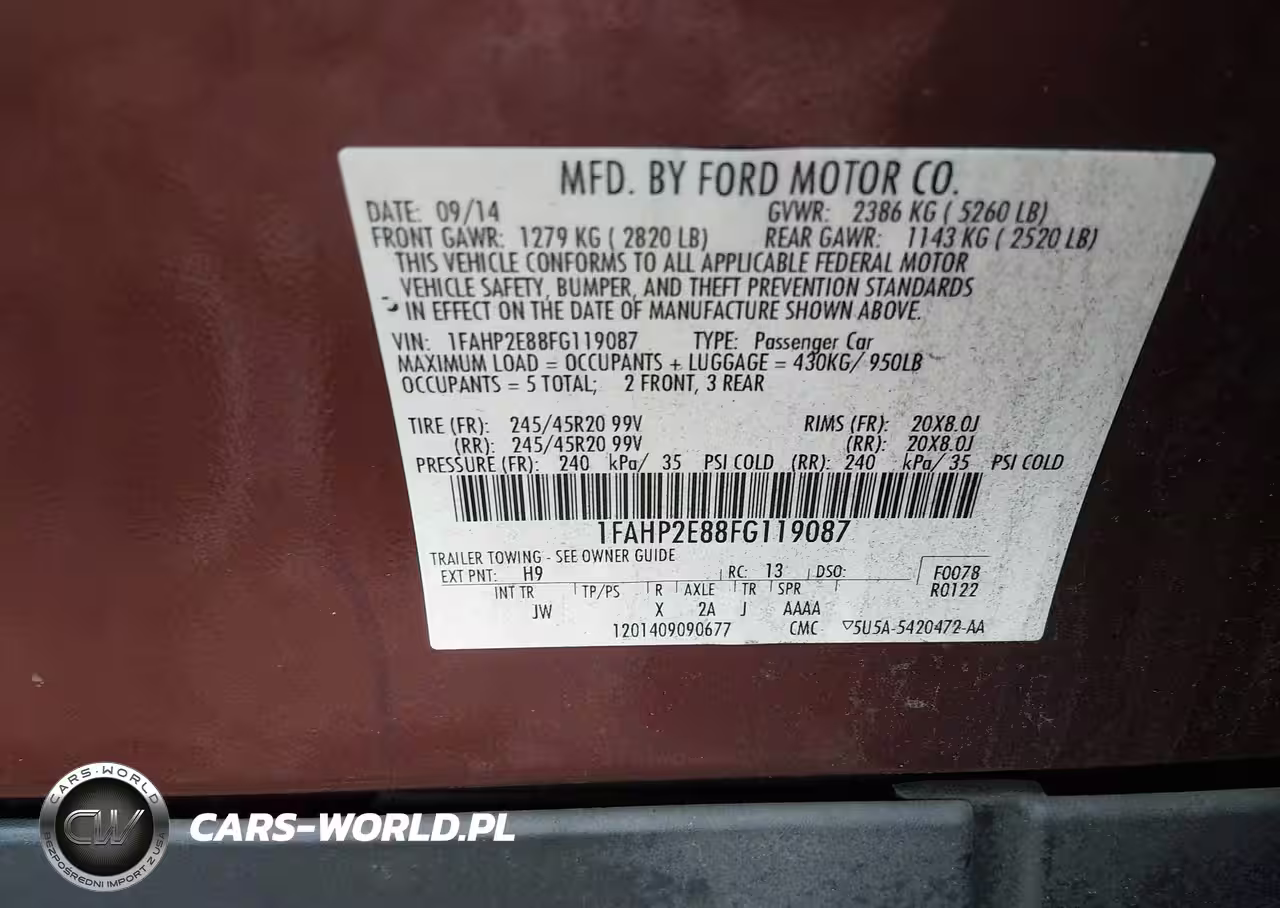 MFD. BY FORD MOTOR CO.
DATE: 09/14 GVWR: 2386 KG ( 5260 LB)
FRONT GAWR: 1279 KG ( 2820 LB) REAR GAWR: 1143 KG ( 2520 LB)
THIS VEHICLE CONFORMS TO ALL APPLICABLE FEDERAL MOTOR
VEHICLE SAFETY, BUMPER, AND THEFT PREVENTION STANDARDS
IN EFFECT ON THE DATE OF MANUFACTURE SHOWN ABOVE.
VIN: 1FAHP2E88FG119087 TYPE: Passenger Car
MAXIMUM LOAD = OCCUPANTS + LUGGAGE = 430KG/ 950LB
OCCUPANTS = 5 TOTAL; 2 FRONT, 3 REAR
TIRE (FR): 245/45R20 99V RIMS (FR): 20X8.0J
(RR): 245/45R20 99V (RR): 20X8.0J
PRESSURE (FR): 240 kPa/ 35 PSI COLD (RR): 240 kPa/ 35 PSI COLD
1FAHP2E88FG119087
TRAILER TOWING - SEE OWNER GUIDE
EXT PNT: H9 RC: 13 DSO: F0078
R0122
INT TR TP/PS R AXLE TR SPR
JW X 2A J AAAA
1201409090677 CMC ▽5U5A-5420472-AA
CARS-WORLD
CW
BEZPOŚREDNI IMPORT Z USA
CARS-WORLD.PL